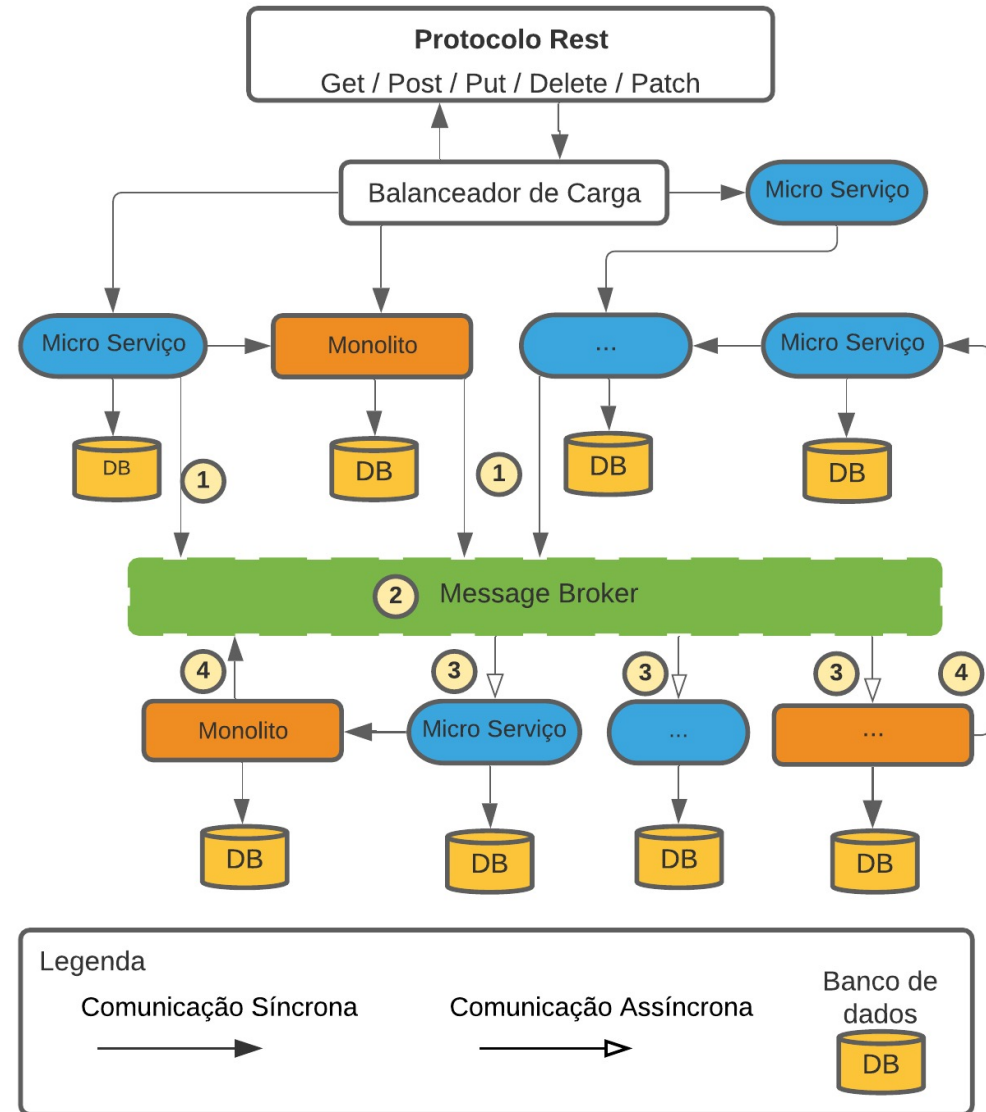 Protocolo Rest
Get / Post / Put / Delete / Patch
Balanceador de Carga
Micro Serviço
Micro Serviço
Monolito
...
Micro Serviço
DB
DB
DB
DB
1
1
2
Message Broker
4
3
3
3
4
Monolito
Micro Serviço
...
...
DB
DB
DB
DB
Legenda
Comunicação Síncrona
Comunicação Assíncrona
Banco de
dados
DB